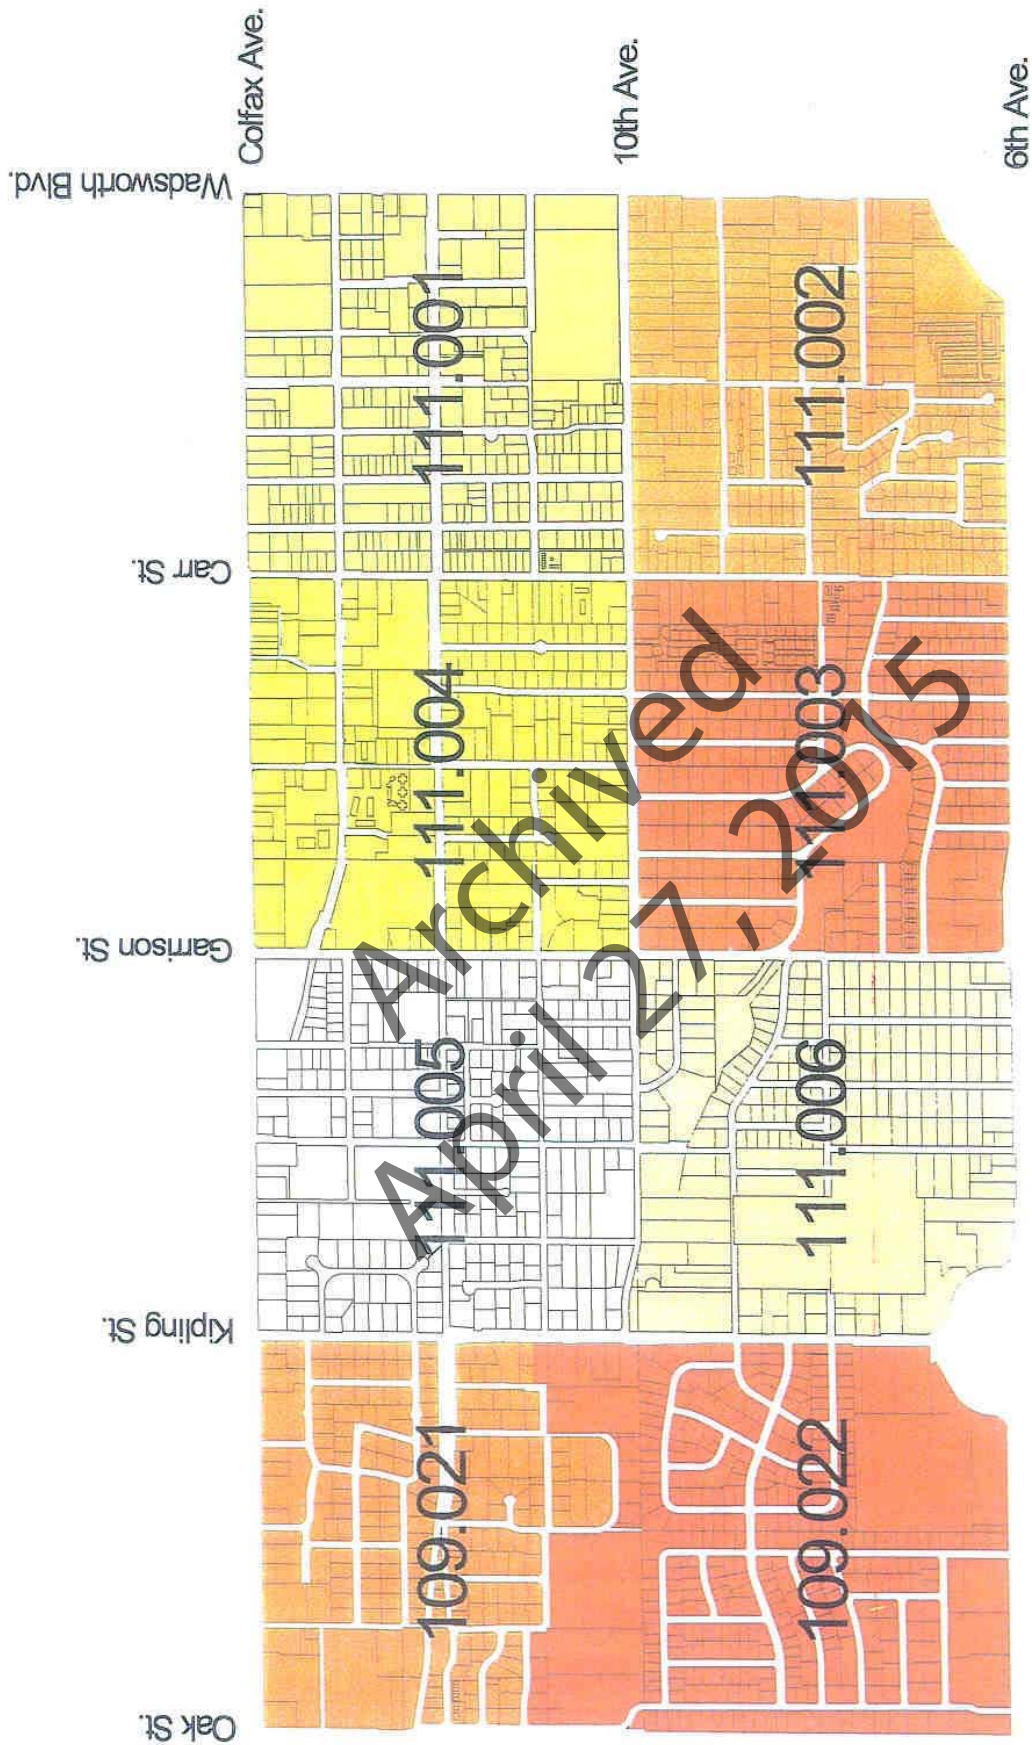 Colfax Ave.
10th Ave.
6th Ave.
Wadsworth Blvd.
Carr St.
Garrison St.
Kipling St.
Oak St.
111.001
111.002
111.004
111.003
111.005
111.006
109.021
109.022
Archived
April 27, 2015